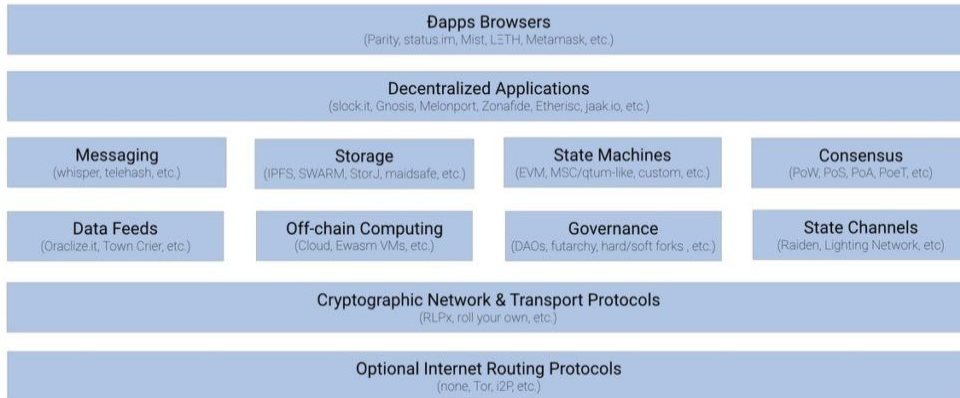 Ðapps Browsers
(Parity, status.im, Mist, LΞTH, Metamask, etc.)
Decentralized Applications
(slock.it, Gnosis, Melonport, Zonafide, Etherisc, jaak.io, etc.)
Messaging
(whisper, telehash, etc.)
Storage
(IPFS, SWARM, StorJ, maidsafe, etc.)
State Machines
(EVM, MSC/qtum-like, custom, etc.)
Consensus
(PoW, PoS, PoA, PoeT, etc)
Data Feeds
(Oraclize.it, Town Crier, etc.)
Off-chain Computing
(Cloud, Ewasm VMs, etc.)
Governance
(DAOs, futarchy, hard/soft forks , etc.)
State Channels
(Raiden, Lighting Network, etc)
Cryptographic Network & Transport Protocols
(RLPx, roll your own, etc.)
Optional Internet Routing Protocols
(none, Tor, i2P, etc.)